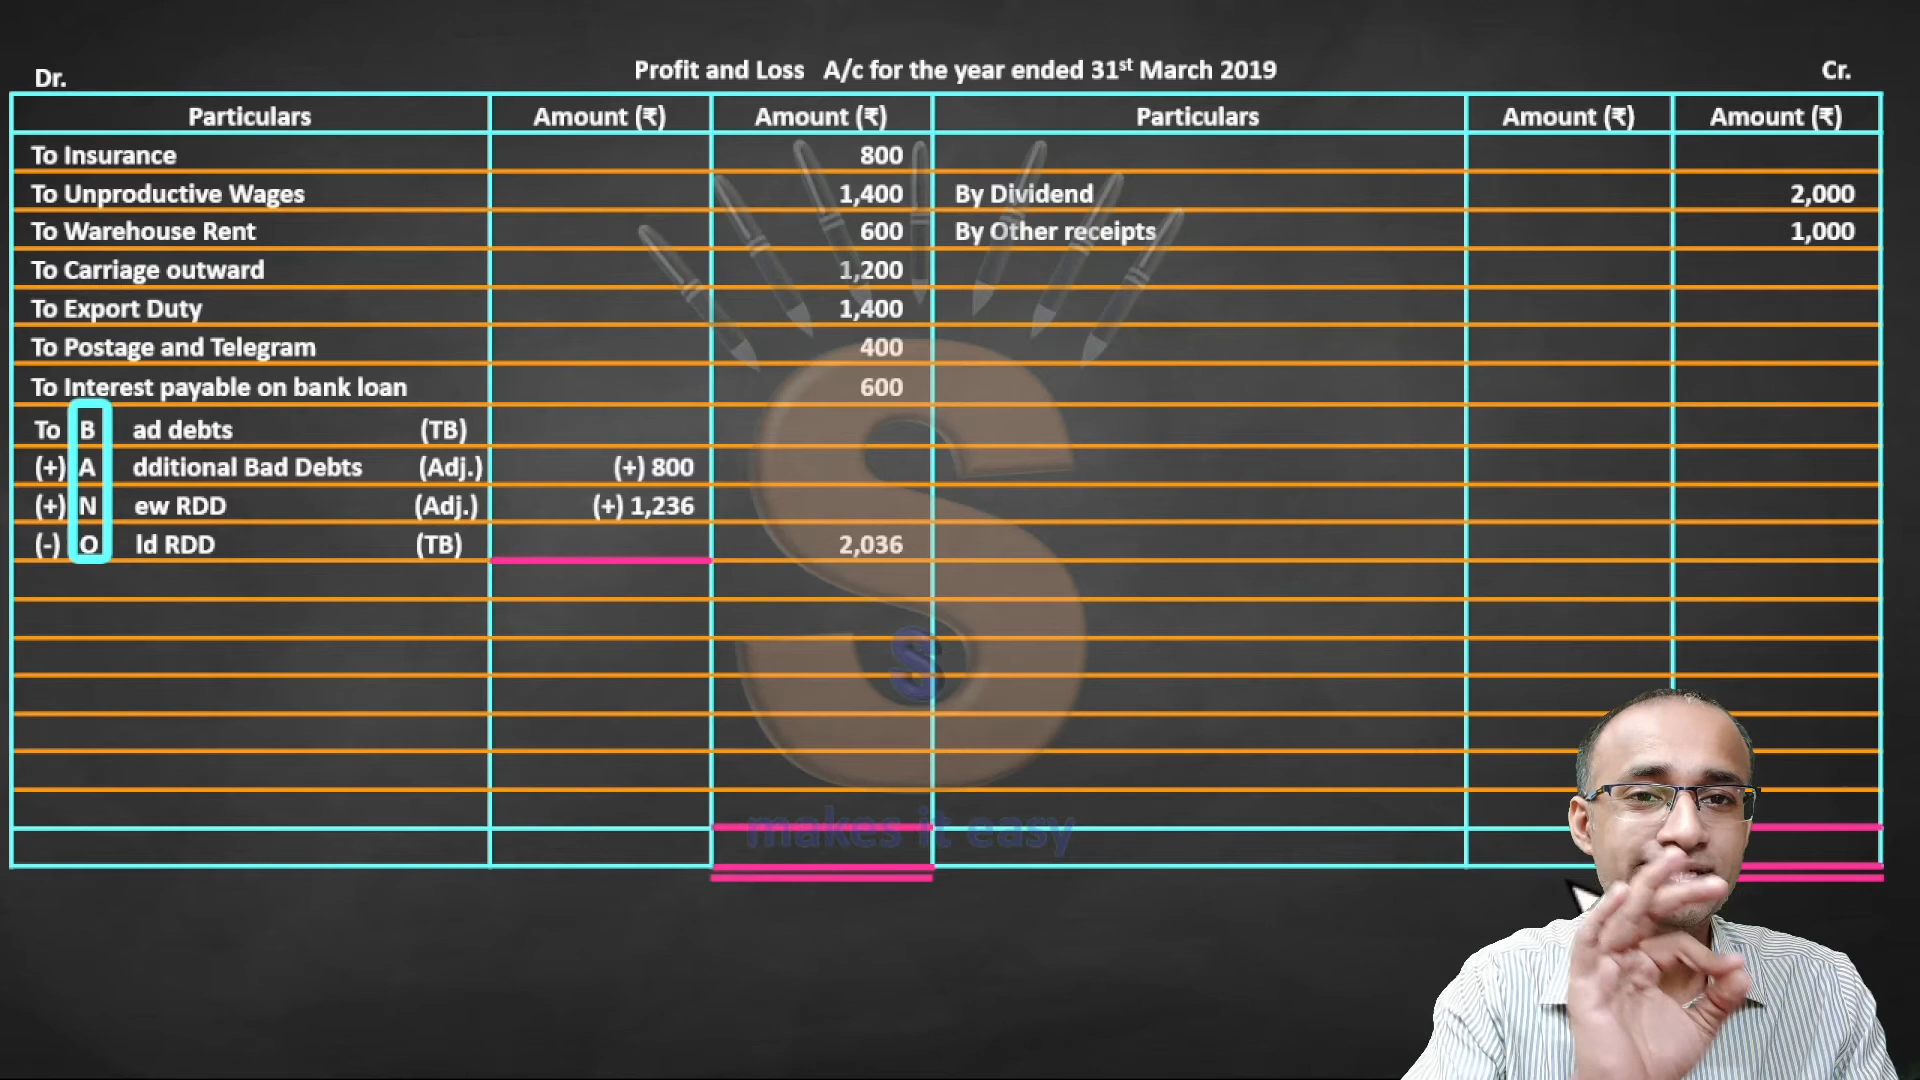 Dr. Profit and Loss A/c for the year ended 31st March 2019 Cr.
Particulars Amount (₹) Amount (₹) Particulars Amount (₹) Amount (₹)
To Insurance 800
To Unproductive Wages 1,400 By Dividend 2,000
To Warehouse Rent 600 By Other receipts 1,000
To Carriage outward 1,200
To Export Duty 1,400
To Postage and Telegram 400
To Interest payable on bank loan 600
To B ad debts (TB)
(+) A dditional Bad Debts (Adj.) (+) 800
(+) N ew RDD (Adj.) (+) 1,236
(-) O ld RDD (TB) 2,036
S
S
makes it easy